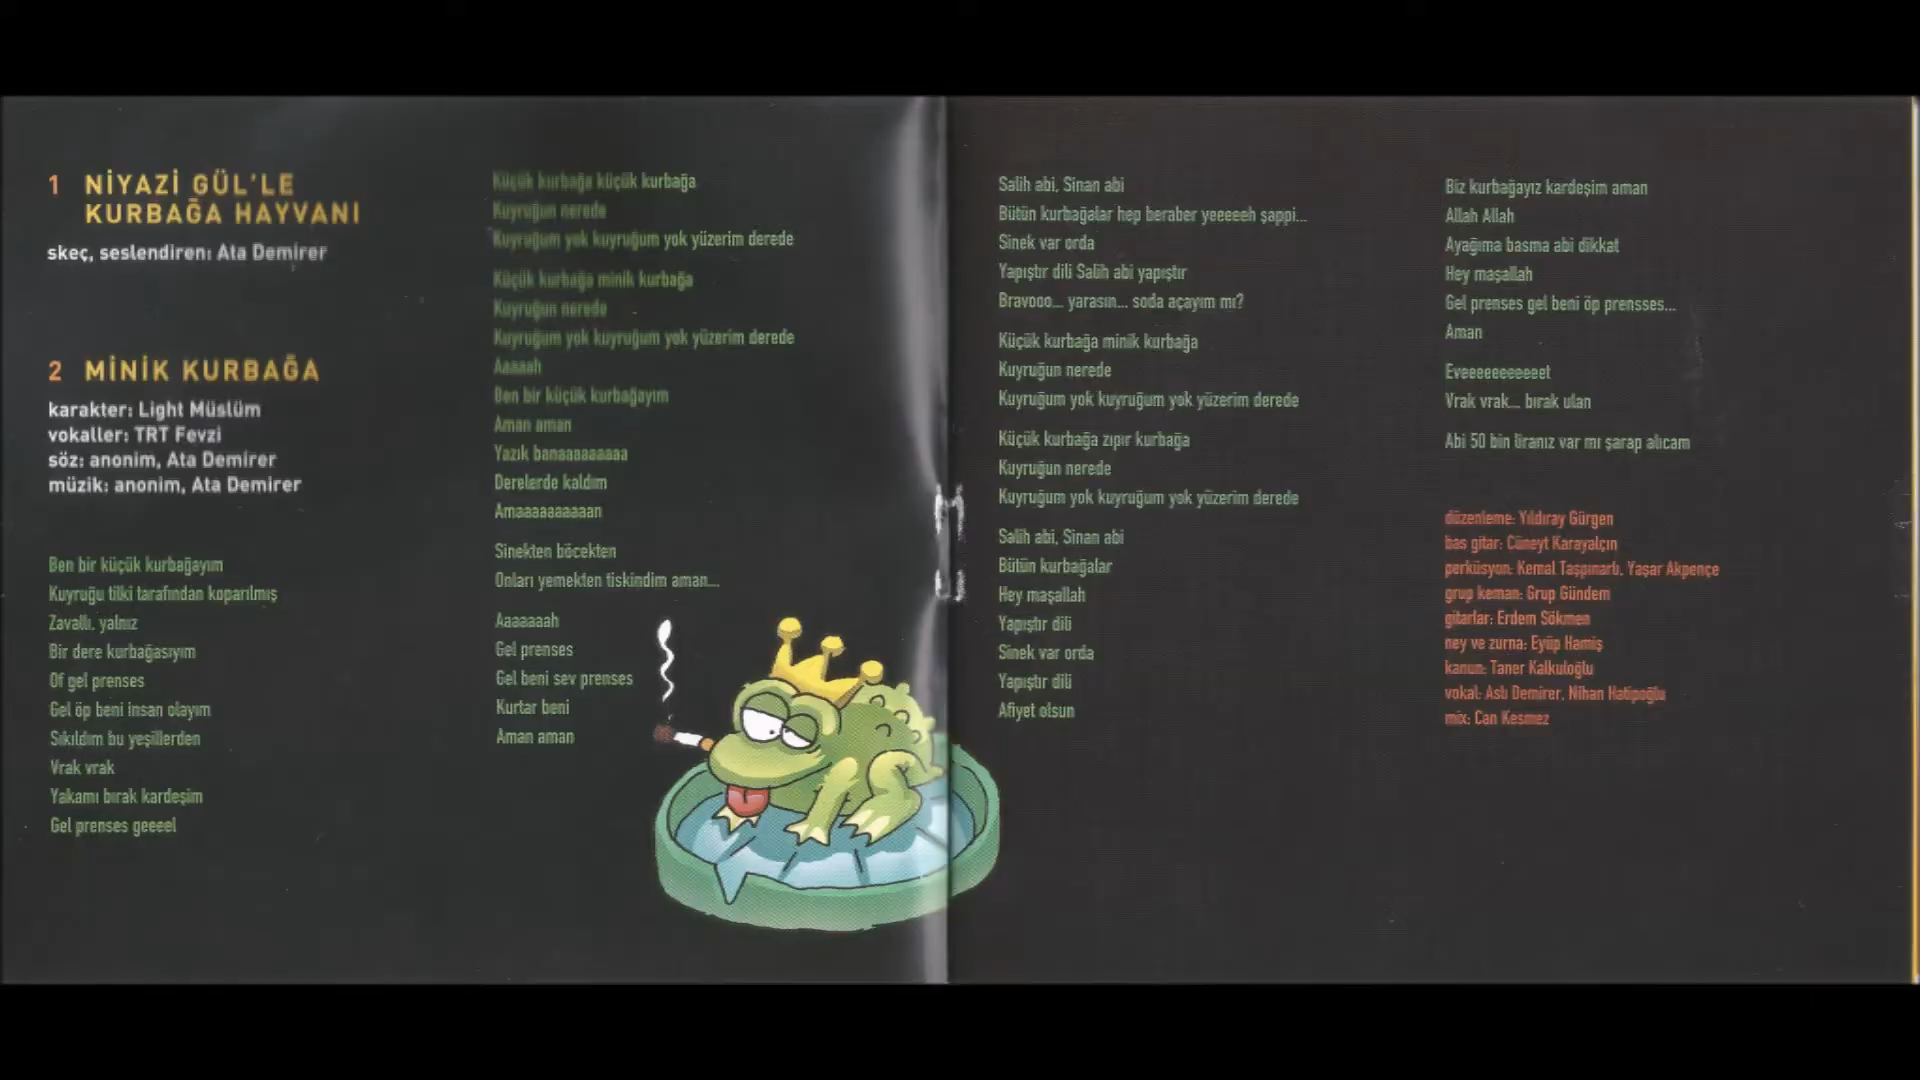 1 NİYAZİ GÜL'LE
KURBAĞA HAYVANI
skeç, seslendiren: Ata Demirer
2 MİNİK KURBAĞA
karakter: Light Müslüm
vokaller: TRT Fevzi
söz: anonim, Ata Demirer
müzik: anonim, Ata Demirer
Ben bir küçük kurbağayım
Kuyruğu tilki tarafından koparılmış
Zavallı, yalnız
Bir dere kurbağasıyım
Of gel prenses
Gel öp beni insan olayım
Sıkıldım bu yeşillerden
Vrak vrak
Yakamı bırak kardeşim
Gel prenses geeeel
Küçük kurbağa küçük kurbağa
Kuyruğun nerede
Kuyruğum yok kuyruğum yok yüzerim derede
Küçük kurbağa minik kurbağa
Kuyruğun nerede
Kuyruğum yok kuyruğum yok yüzerim derede
Aaaaah
Ben bir küçük kurbağayım
Aman aman
Yazık banaaaaaaaaa
Derelerde kaldım
Amaaaaaaaaaan
Sinekten böcekten
Onları yemekten tiskindim aman...
Aaaaaaah
Gel prenses
Gel beni sev prenses
Kurtar beni
Aman aman
Salih abi, Sinan abi
Bütün kurbağalar hep beraber yeeeeeh şappi...
Sinek var orda
Yapıştır dili Salih abi yapıştır
Bravooo... yarasın... soda açayım mı?
Küçük kurbağa minik kurbağa
Kuyruğun nerede
Kuyruğum yok kuyruğum yok yüzerim derede
Küçük kurbağa zıpır kurbağa
Kuyruğun nerede
Kuyruğum yok kuyruğum yok yüzerim derede
Salih abi, Sinan abi
Bütün kurbağalar
Hey maşallah
Yapıştır dili
Sinek var orda
Yapıştır dili
Afiyet olsun
Biz kurbağayız kardeşim aman
Allah Allah
Ayağıma basma abi dikkat
Hey maşallah
Gel prenses gel beni öp prensses...
Aman
Eveeeeeeeeeeet
Vrak vrak... bırak ulan
Abi 50 bin liranız var mı şarap alıcam
düzenleme: Yıldıray Gürgen
bas gitar: Cüneyt Karayalçın
perküsyon: Kemal Taşpınarlı, Yaşar Akpençe
grup keman: Grup Gündem
gitarlar: Erdem Sökmen
ney ve zurna: Eyüp Hamiş
kanun: Taner Kalkuloğlu
vokal: Aslı Demirer, Nihan Hatipoğlu
mix: Can Kesmez